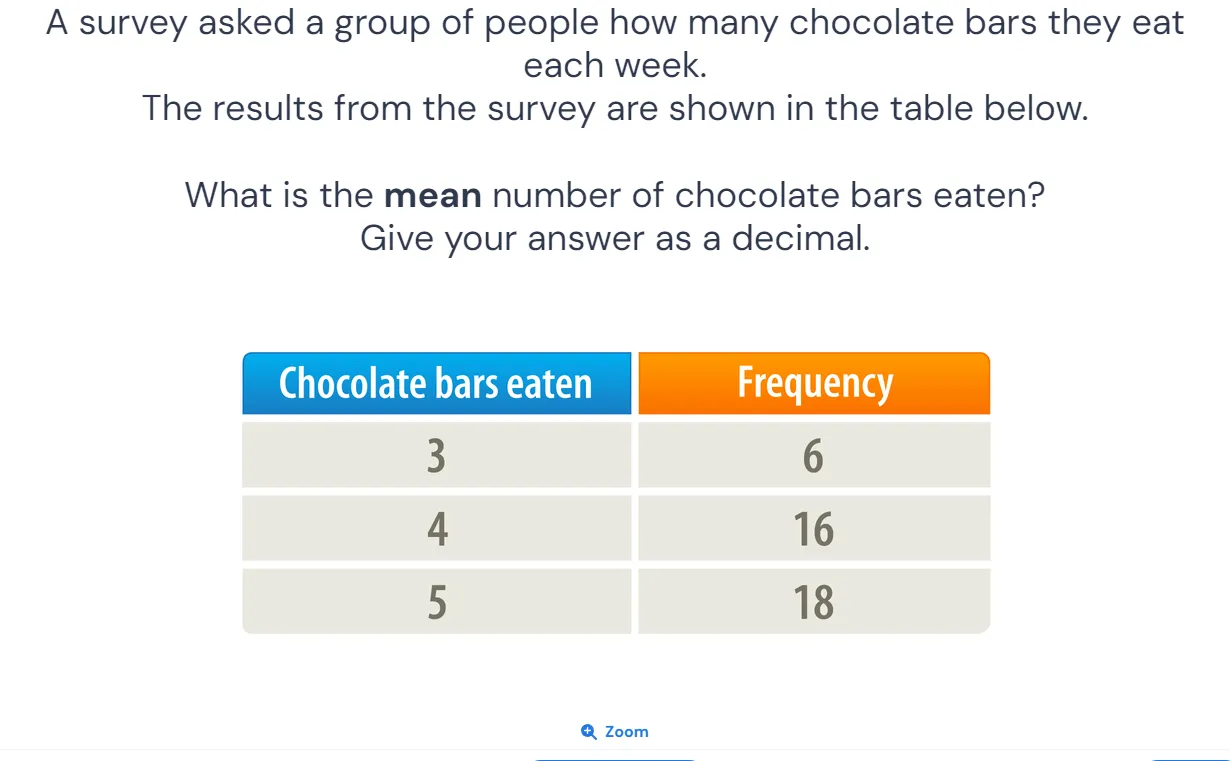 A survey asked a group of people how many chocolate bars they eat
each week.
The results from the survey are shown in the table below.
What is the mean number of chocolate bars eaten?
Give your answer as a decimal.
Chocolate bars eaten Frequency
3 6
4 16
5 18
Zoom